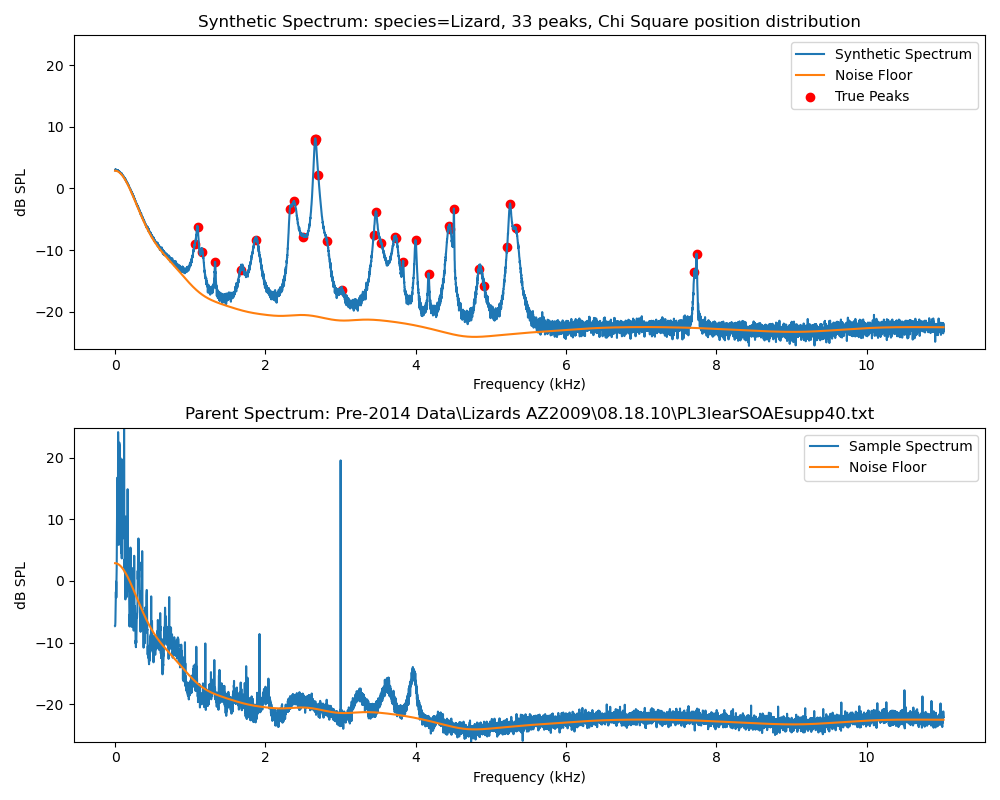 Synthetic Spectrum: species=Lizard, 33 peaks, Chi Square position distribution
20
10
0
−10
−20
dB SPL
Synthetic Spectrum
Noise Floor
True Peaks
0 2 4 6 8 10
Frequency (kHz)
Parent Spectrum: Pre-2014 Data\Lizards AZ2009\08.18.10\PL3learSOAEsupp40.txt
20
10
0
−10
−20
dB SPL
Sample Spectrum
Noise Floor
0 2 4 6 8 10
Frequency (kHz)